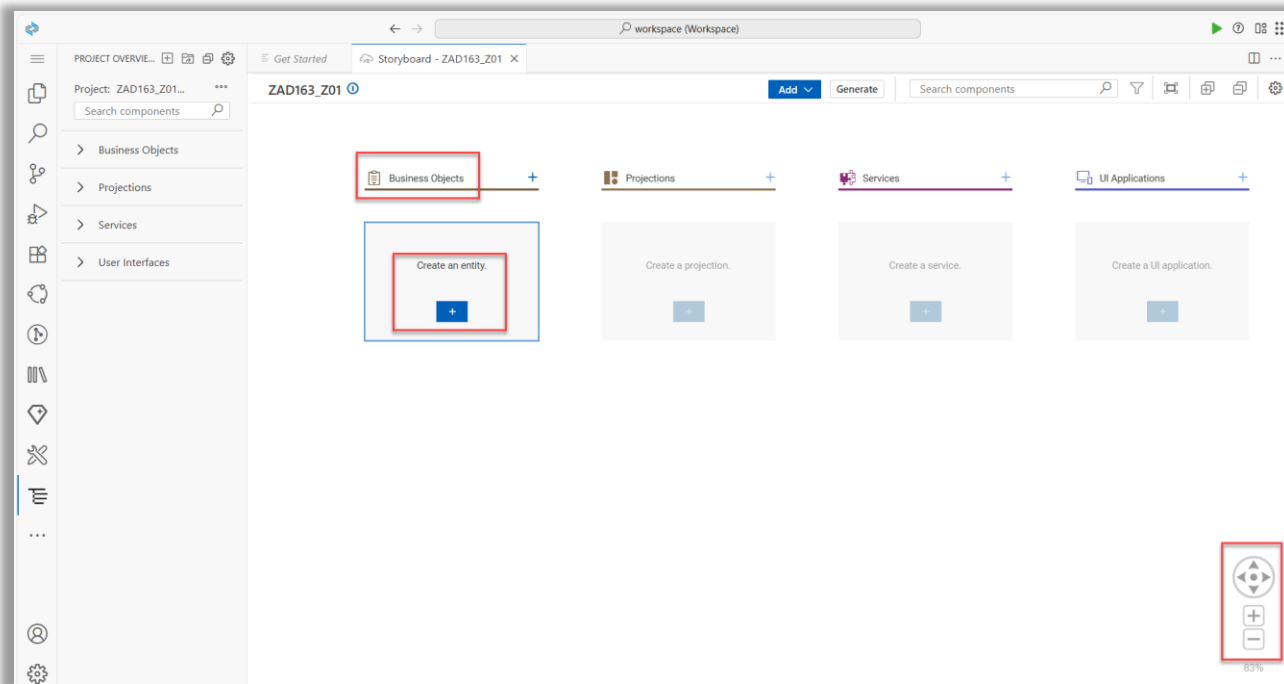 workspace (Workspace)
PROJECT OVERVIE...
Get Started
Storyboard - ZAD163_Z01
Project: ZAD163_Z01...
ZAD163_Z01
Add
Generate
Search components
Search components
Business Objects
Projections
Services
User Interfaces
Business Objects
Projections
Services
UI Applications
Create an entity.
Create a projection.
Create a service.
Create a UI application.
83%